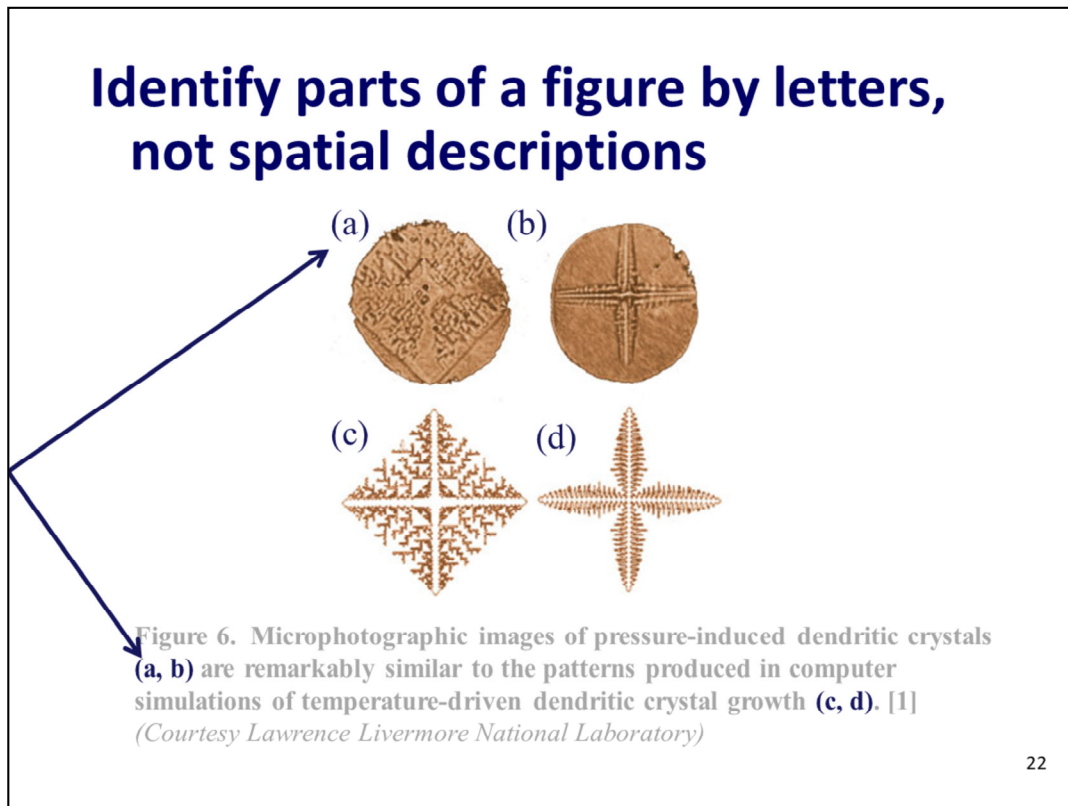 Identify parts of a figure by letters,
not spatial descriptions
(a)
(b)
(c)
(d)
Figure 6. Microphotographic images of pressure-induced dendritic crystals
(a, b) are remarkably similar to the patterns produced in computer
simulations of temperature-driven dendritic crystal growth (c, d). [1]
(Courtesy Lawrence Livermore National Laboratory)
22